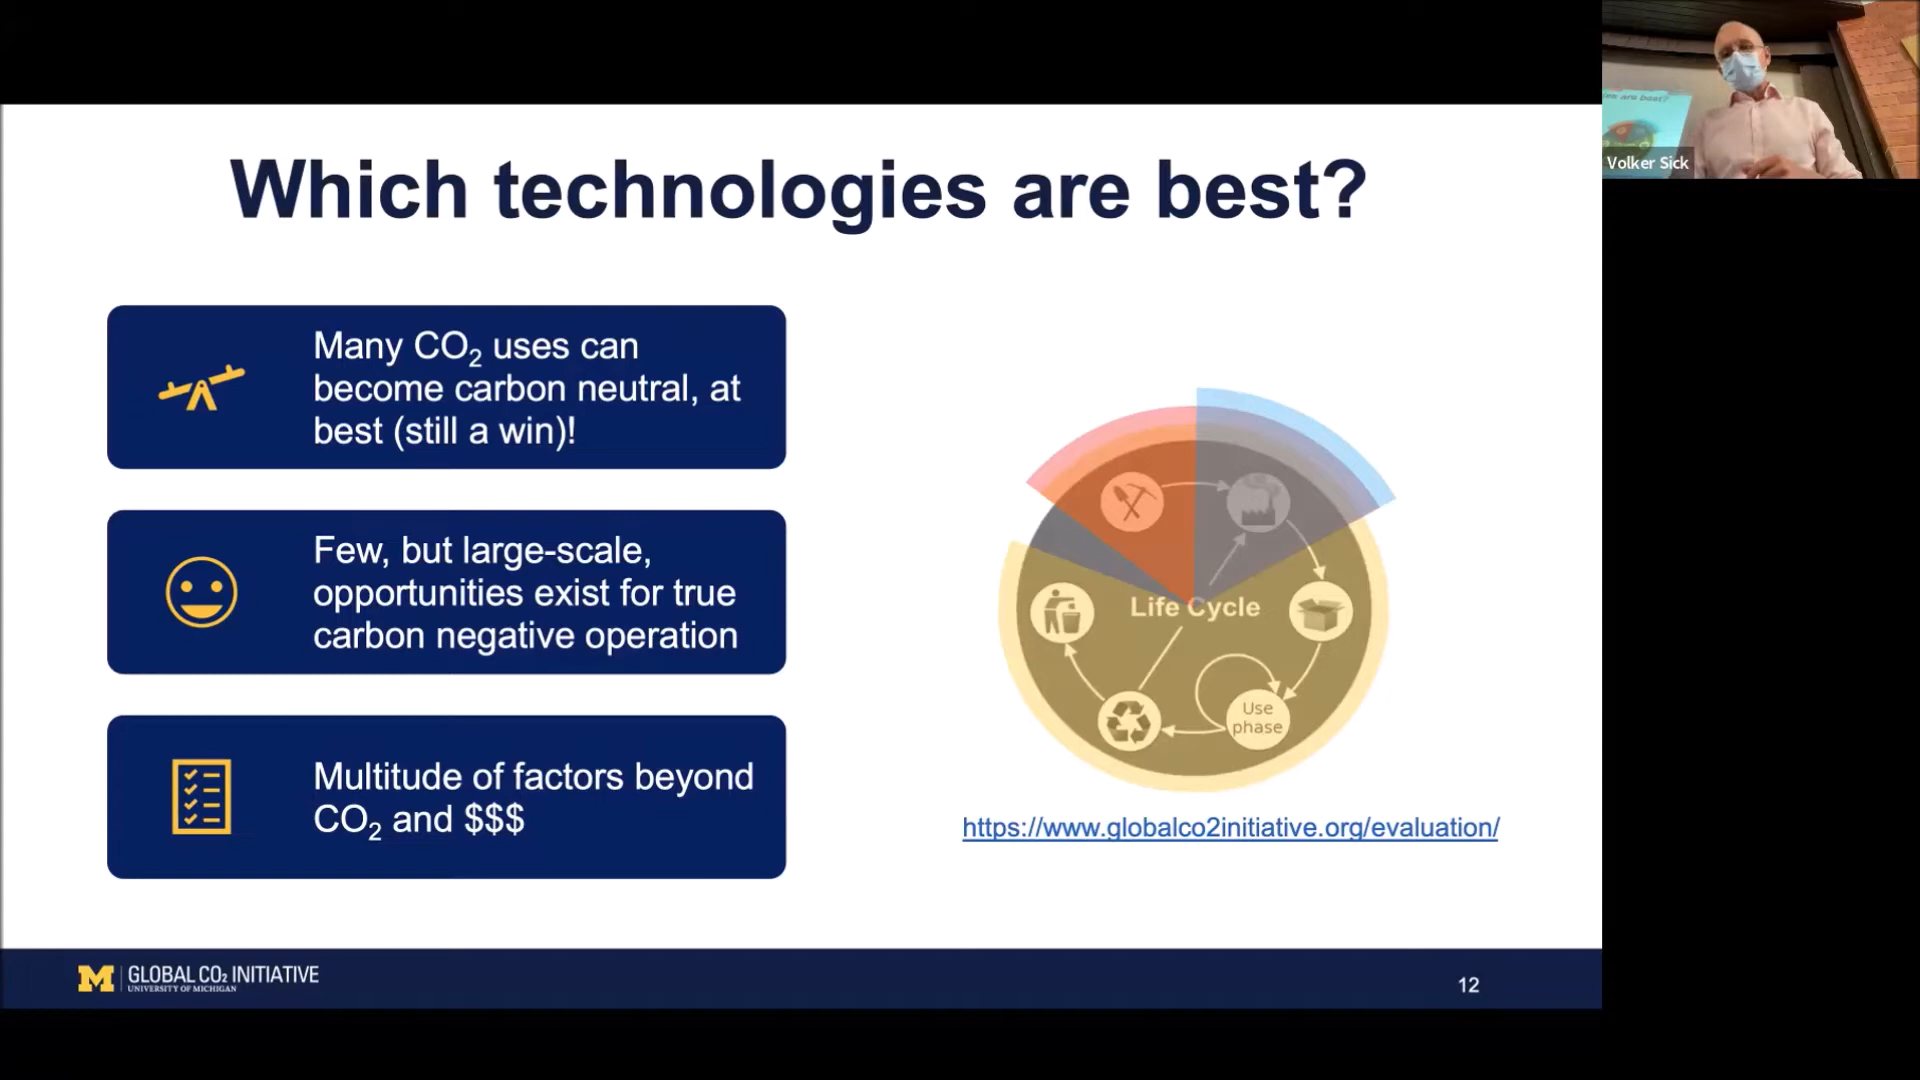 Which technologies are best?
Many CO₂ uses can
become carbon neutral, at
best (still a win)!
Few, but large-scale,
opportunities exist for true
carbon negative operation
Multitude of factors beyond
CO₂ and $$$
Life Cycle
Use
phase
https://www.globalco2initiative.org/evaluation/
M GLOBAL CO₂ INITIATIVE
UNIVERSITY OF MICHIGAN
12
are best?
Volker Sick